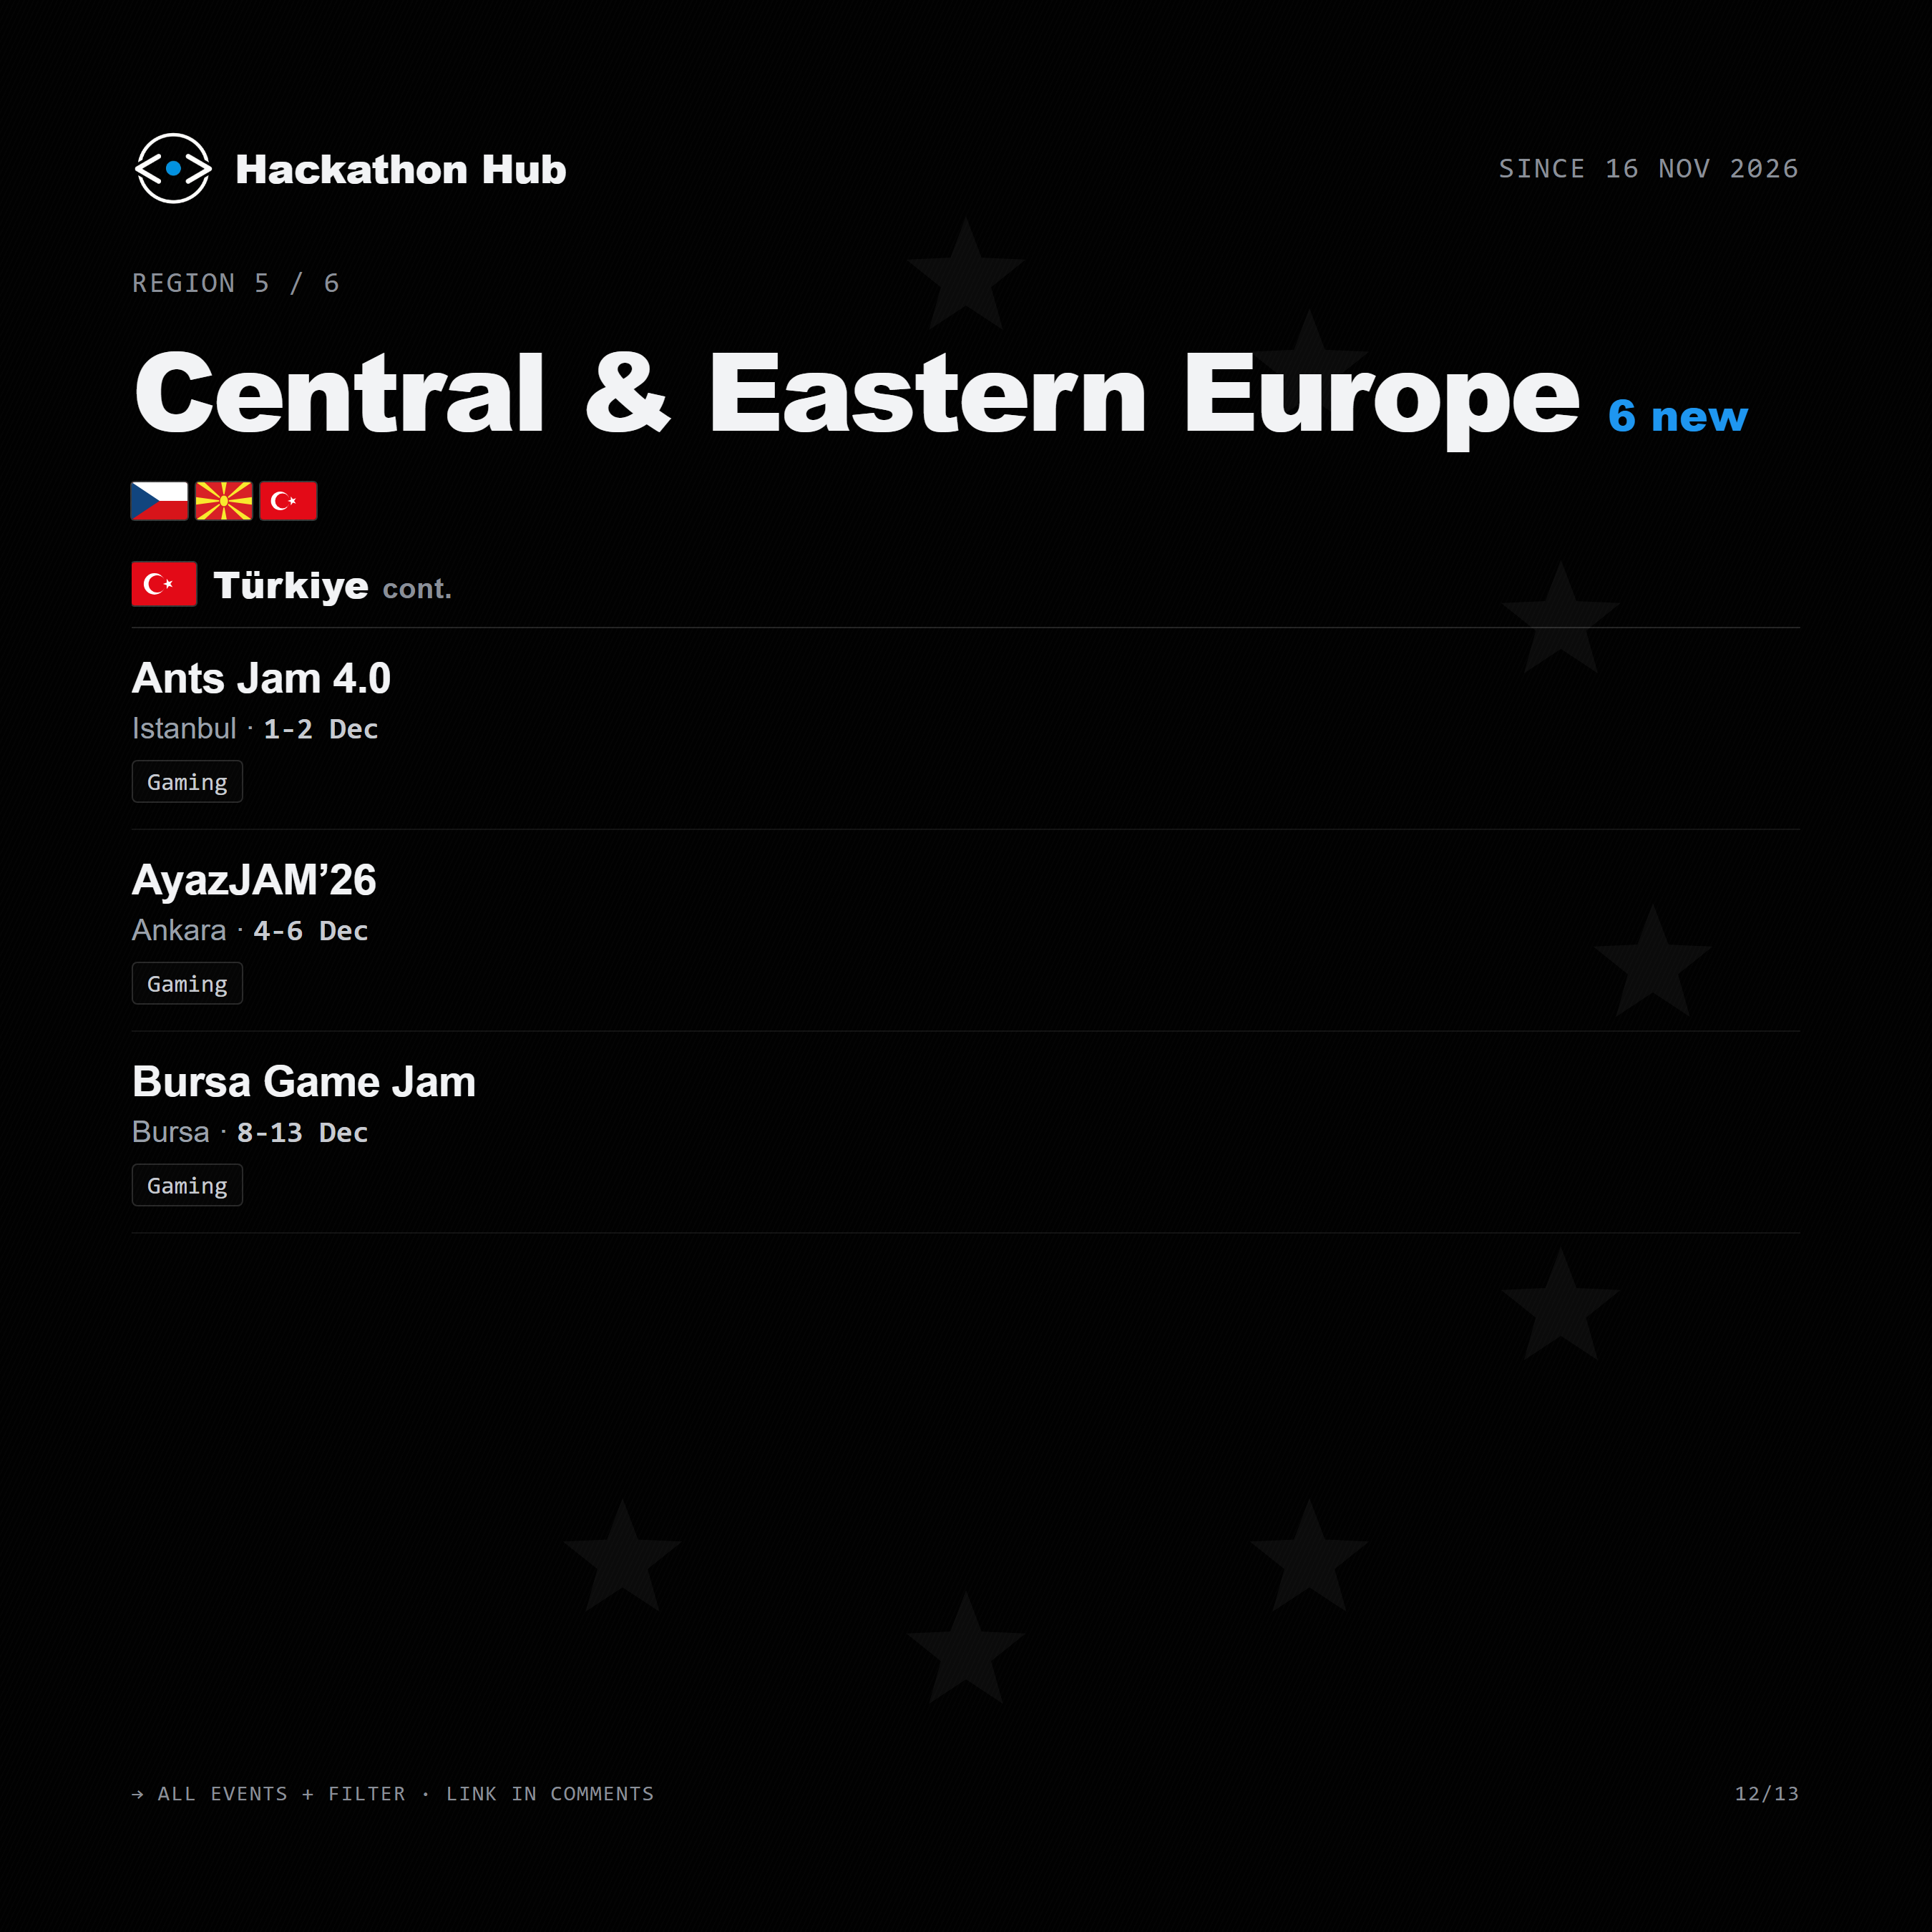 Hackathon Hub
SINCE 16 NOV 2026
REGION 5 / 6
Central & Eastern Europe 6 new
Türkiye cont.
Ants Jam 4.0
Istanbul · 1-2 Dec
Gaming
AyazJAM’26
Ankara · 4-6 Dec
Gaming
Bursa Game Jam
Bursa · 8-13 Dec
Gaming
→ ALL EVENTS + FILTER · LINK IN COMMENTS
12/13